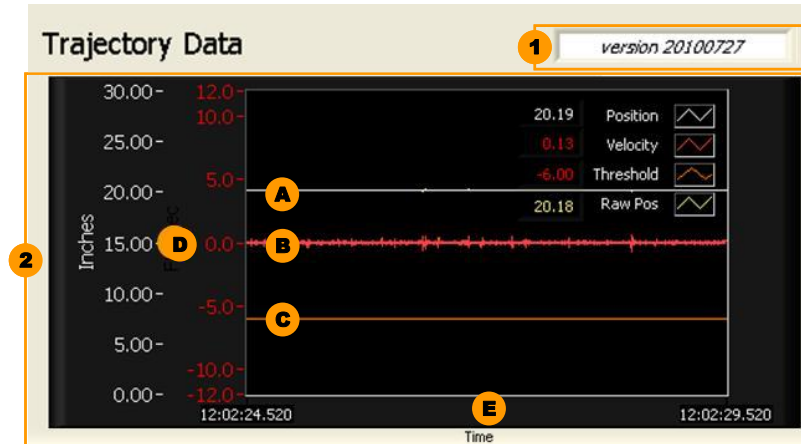 Trajectory Data
1
version 20100727
2
30.00
25.00
20.00
15.00
10.00
5.00
0.00
Inches
12.0
10.0
5.0
0.0
-5.0
-10.0
-12.0
20.19 Position
0.13 Velocity
-6.00 Threshold
20.18 Raw Pos
A
B
C
D
E
12:02:24.520
12:02:29.520
Time